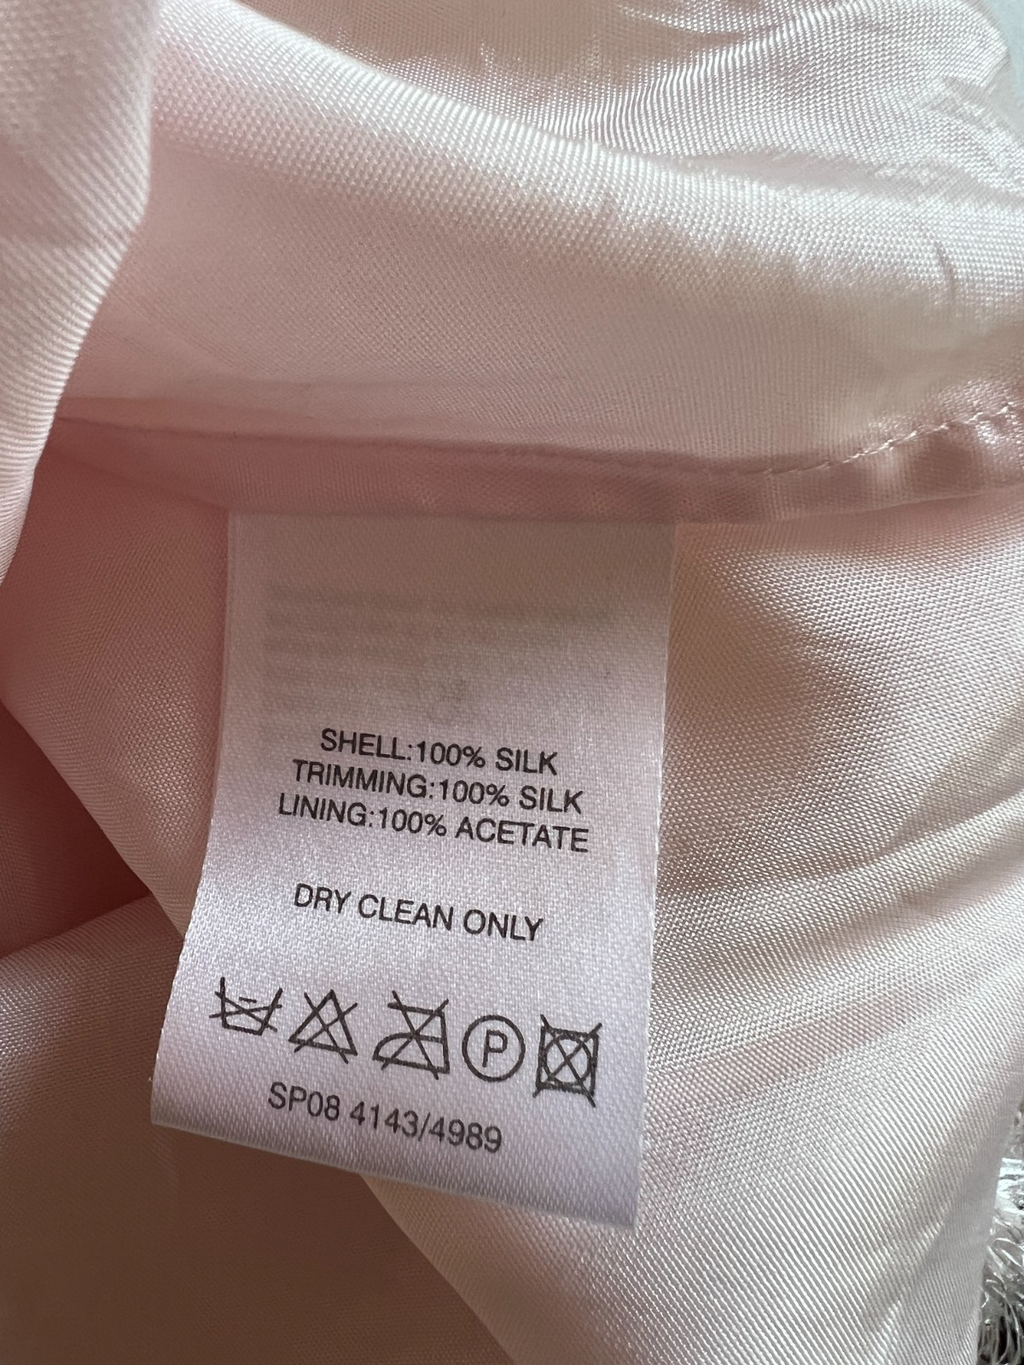 SHELL:100% SILK
TRIMMING:100% SILK
LINING:100% ACETATE
DRY CLEAN ONLY
P
SP08 4143/4989